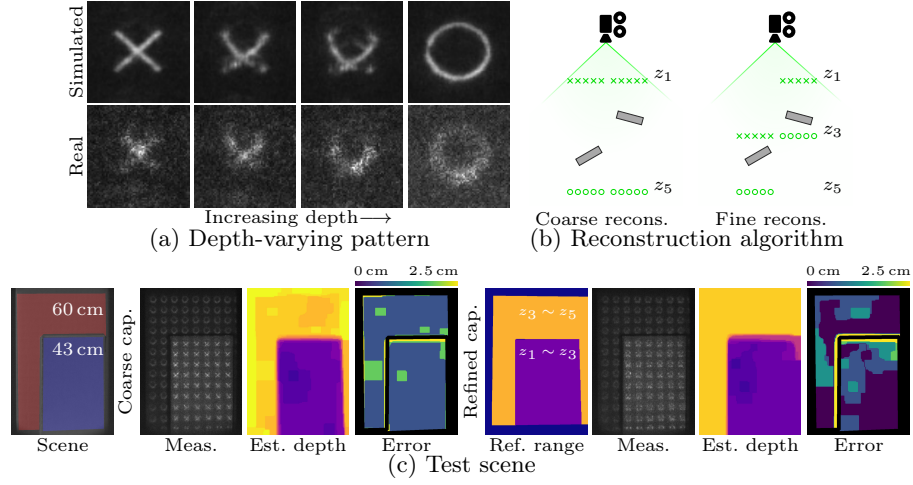 Simulated
Real
Increasing depth⟶
(a) Depth-varying pattern
z1
z5
Coarse recons.
z1
z3
z5
Fine recons.
(b) Reconstruction algorithm
60 cm
43 cm
Scene
Coarse cap.
Meas.
Est. depth
0 cm 2.5 cm
Error
Refined cap.
z3 ∼ z5
z1 ∼ z3
Ref. range
Meas.
Est. depth
0 cm 2.5 cm
Error
(c) Test scene